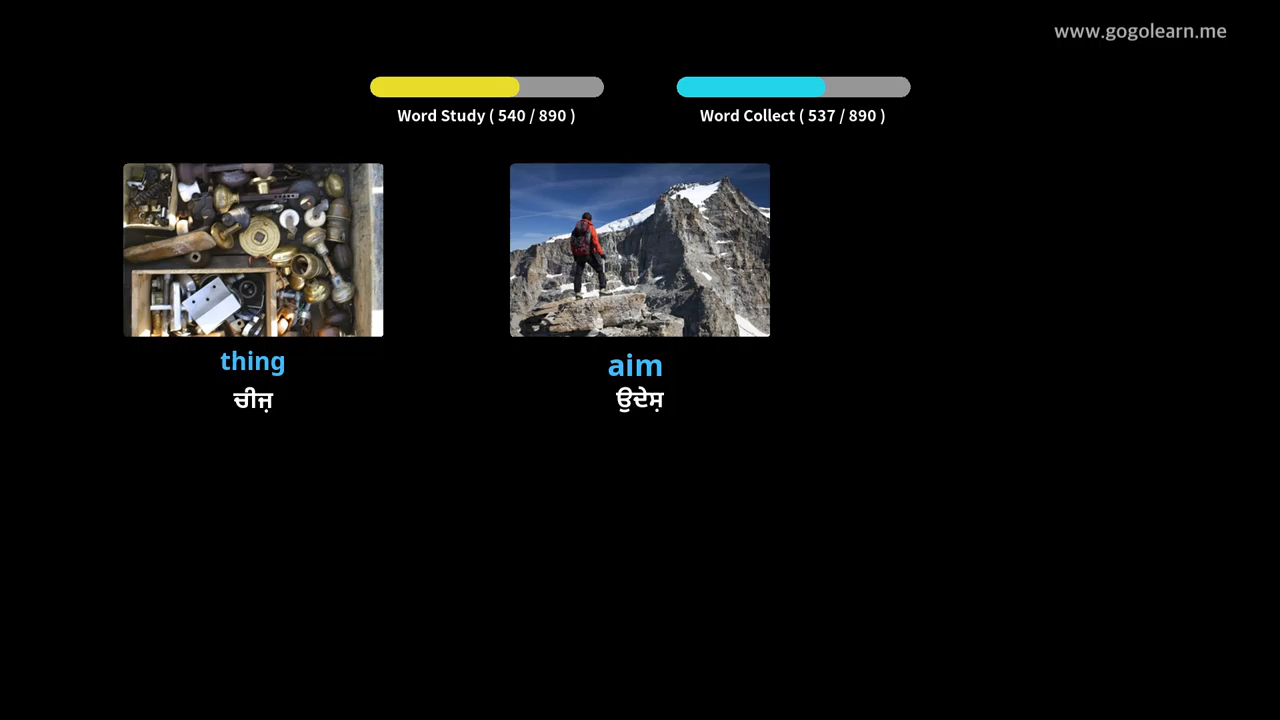 www.gogolearn.me
Word Study ( 540 / 890 )
Word Collect ( 537 / 890 )
thing
ਚੀਜ਼
aim
ਉਦੇਸ਼